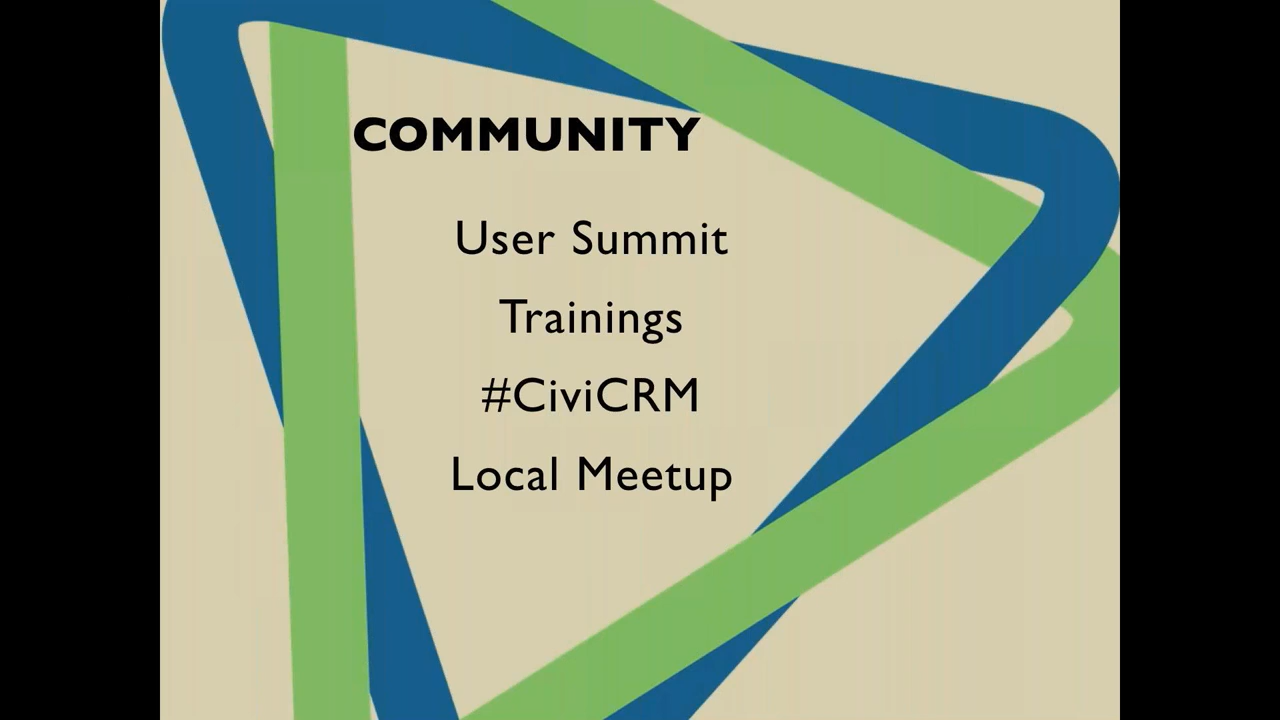 COMMUNITY
User Summit
Trainings
#CiviCRM
Local Meetup